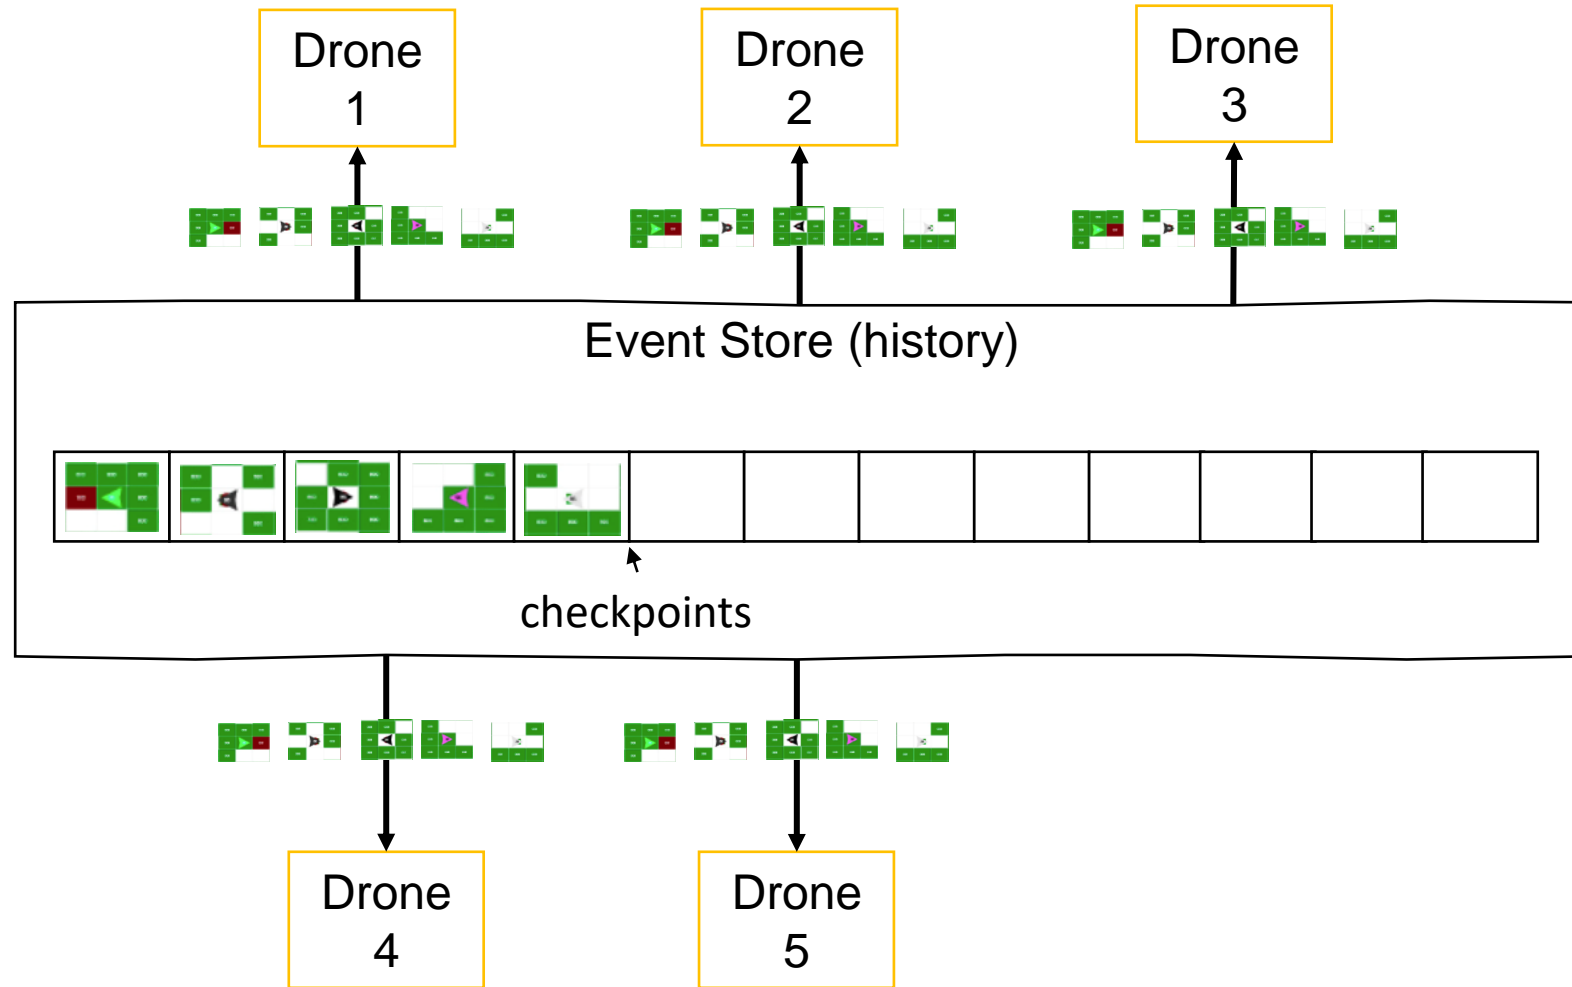 Drone
1
Drone
2
Drone
3
Event Store (history)
checkpoints
Drone
4
Drone
5